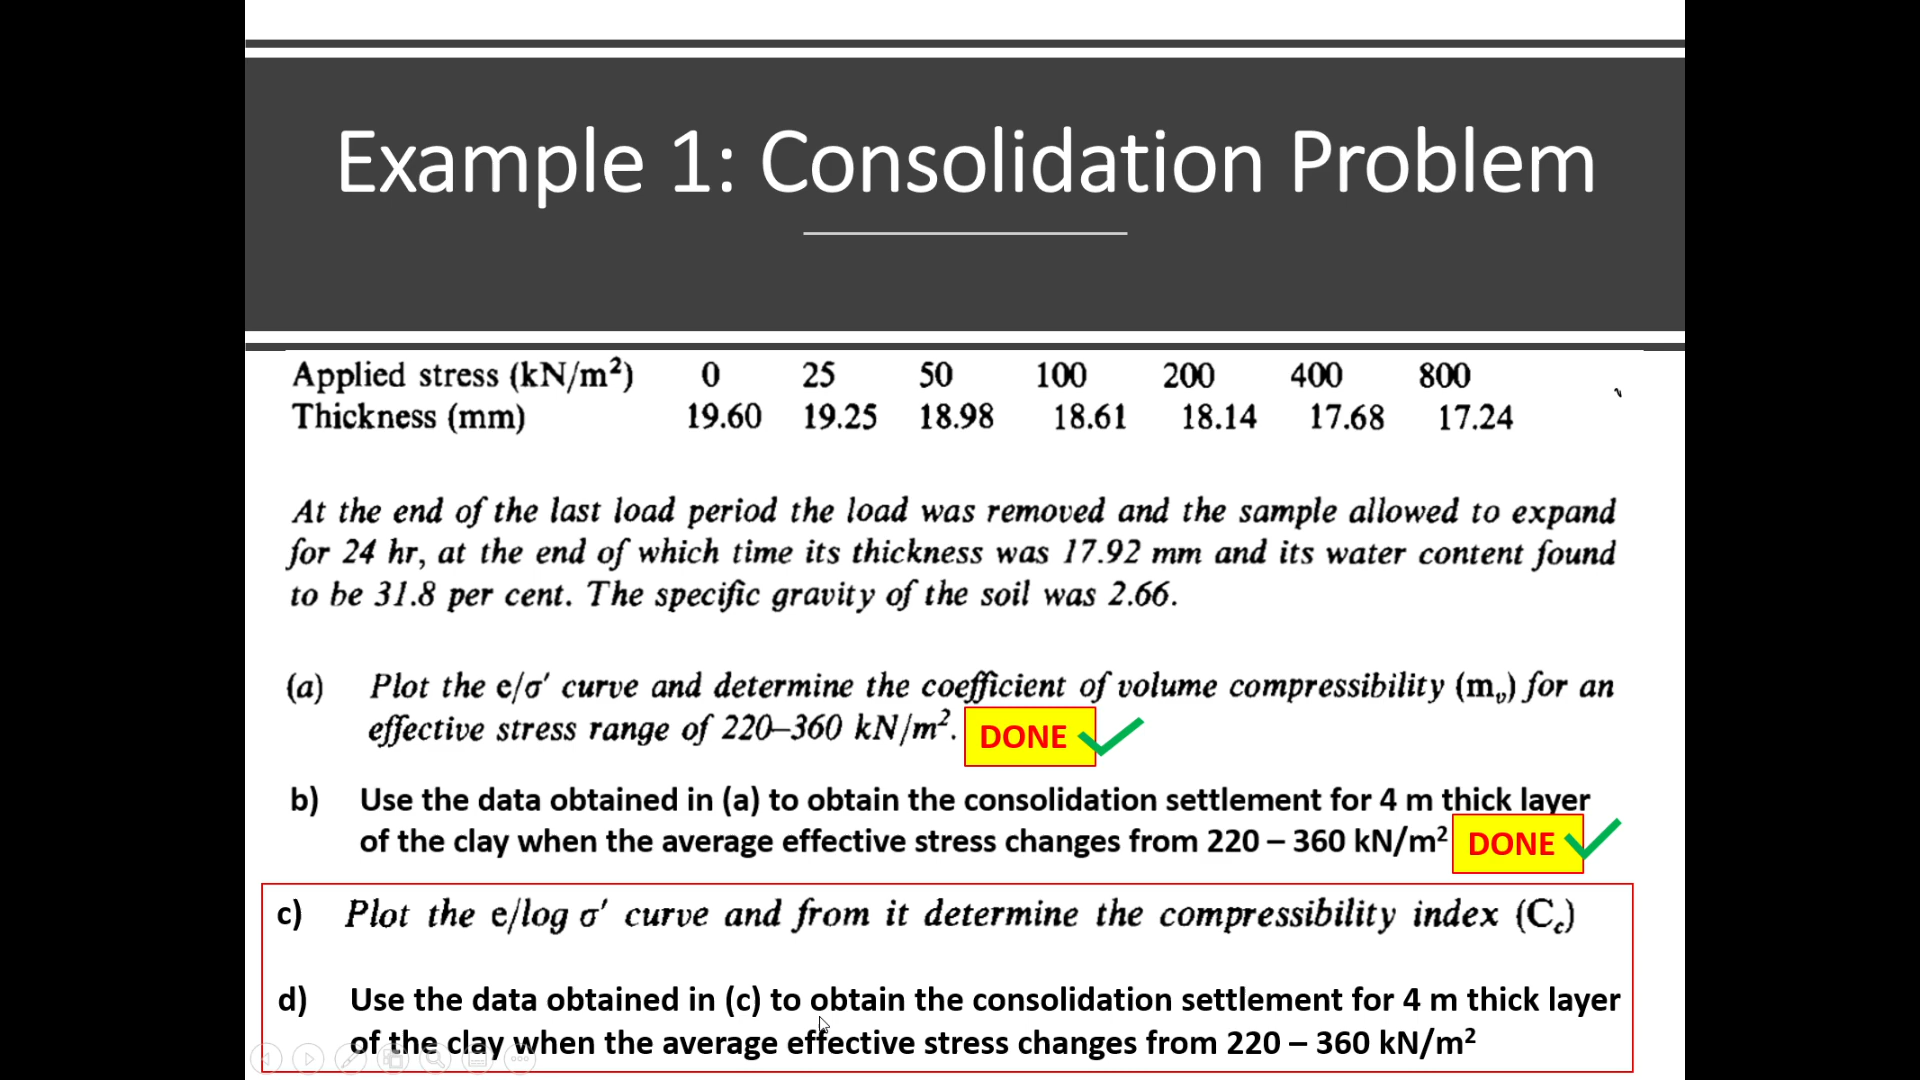 Example 1: Consolidation Problem
Applied stress (kN/m²) 0 25 50 100 200 400 800
Thickness (mm) 19.60 19.25 18.98 18.61 18.14 17.68 17.24
At the end of the last load period the load was removed and the sample allowed to expand
for 24 hr, at the end of which time its thickness was 17.92 mm and its water content found
to be 31.8 per cent. The specific gravity of the soil was 2.66.
(a) Plot the e/σ′ curve and determine the coefficient of volume compressibility (mᵥ) for an
effective stress range of 220–360 kN/m². DONE
b) Use the data obtained in (a) to obtain the consolidation settlement for 4 m thick layer
of the clay when the average effective stress changes from 220 – 360 kN/m² DONE
c) Plot the e/log σ′ curve and from it determine the compressibility index (C꜀)
d) Use the data obtained in (c) to obtain the consolidation settlement for 4 m thick layer
of the clay when the average effective stress changes from 220 – 360 kN/m²